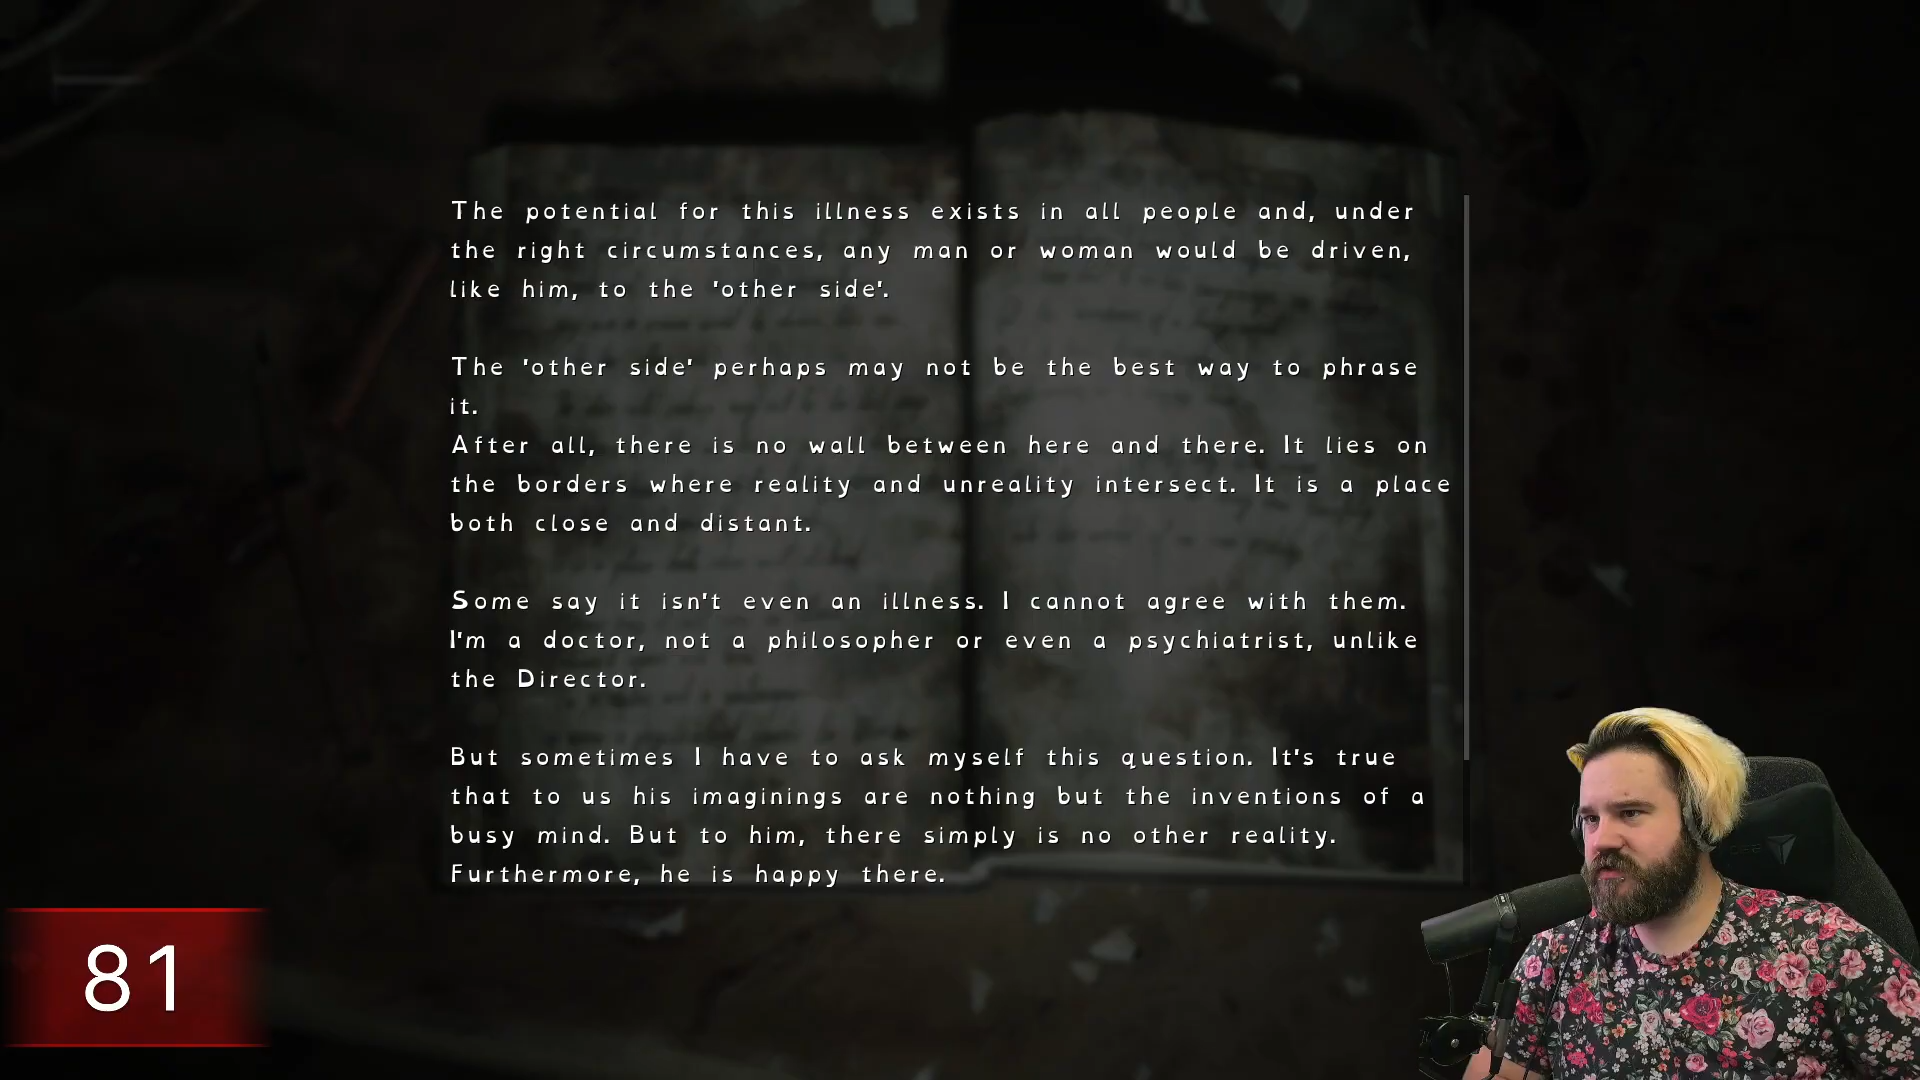 The potential for this illness exists in all people and, under
the right circumstances, any man or woman would be driven,
like him, to the 'other side'.
The 'other side' perhaps may not be the best way to phrase
it.
After all, there is no wall between here and there. It lies on
the borders where reality and unreality intersect. It is a place
both close and distant.
Some say it isn't even an illness. I cannot agree with them.
I'm a doctor, not a philosopher or even a psychiatrist, unlike
the Director.
But sometimes I have to ask myself this question. It's true
that to us his imaginings are nothing but the inventions of a
busy mind. But to him, there simply is no other reality.
Furthermore, he is happy there.
81